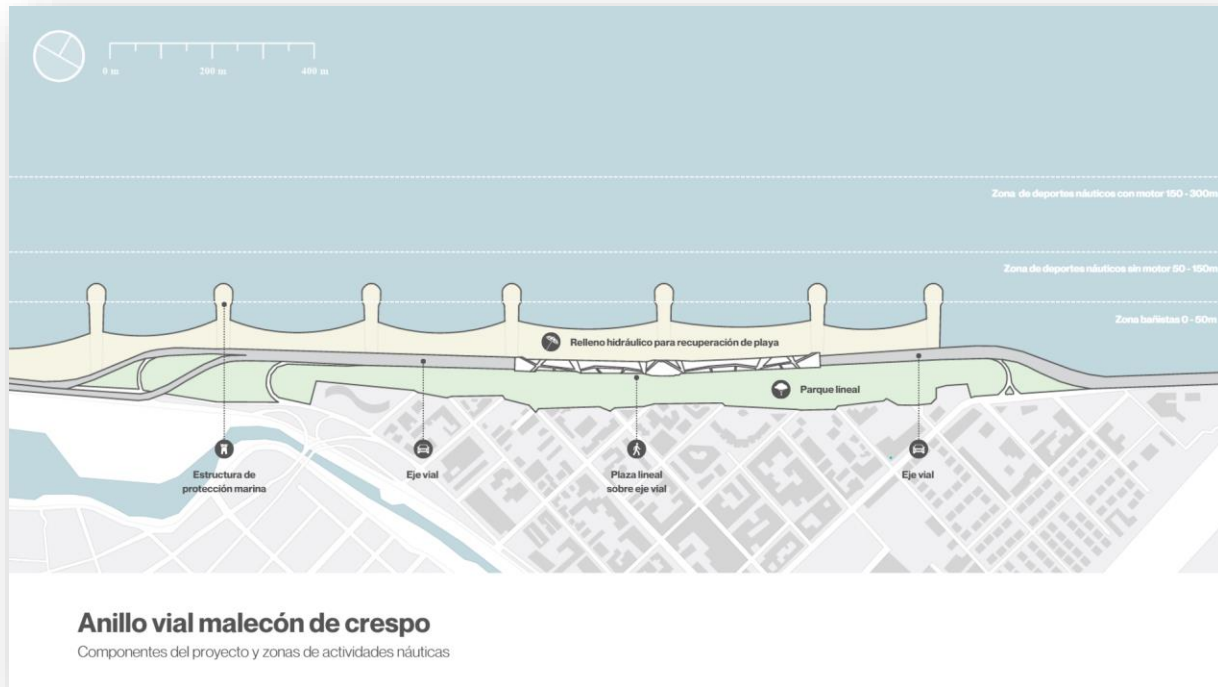 0 m 200 m 400 m
Zona de deportes náuticos con motor 150 - 300m
Zona de deportes náuticos sin motor 50 - 150m
Zona bañistas 0 - 50m
Relleno hidráulico para recuperación de playa
Parque lineal
Estructura de
protección marina
Eje vial
Plaza lineal
sobre eje vial
Eje vial
Anillo vial malecón de crespo
Componentes del proyecto y zonas de actividades náuticas